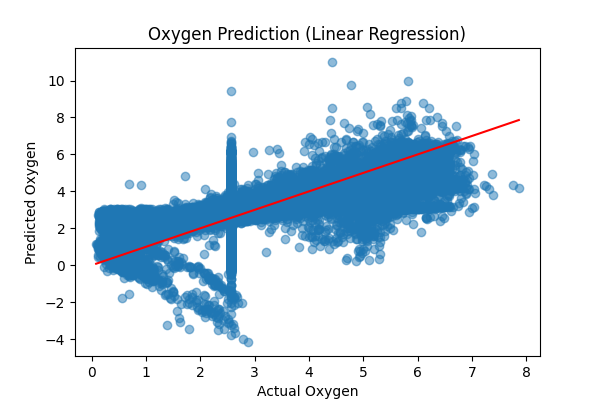 Oxygen Prediction (Linear Regression)
Predicted Oxygen
10
8
6
4
2
0
−2
−4
0 1 2 3 4 5 6 7 8
Actual Oxygen